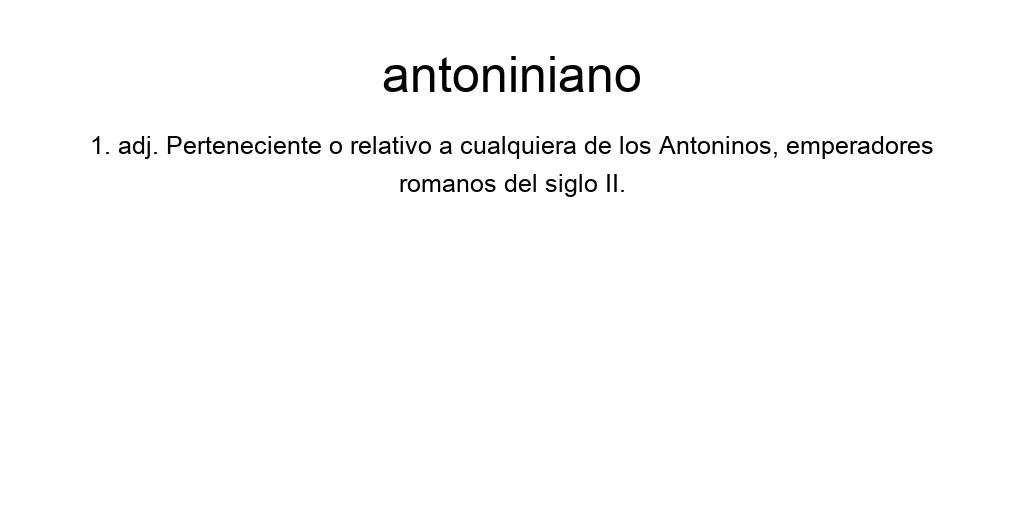 antoniniano
1. adj. Perteneciente o relativo a cualquiera de los Antoninos, emperadores
romanos del siglo II.